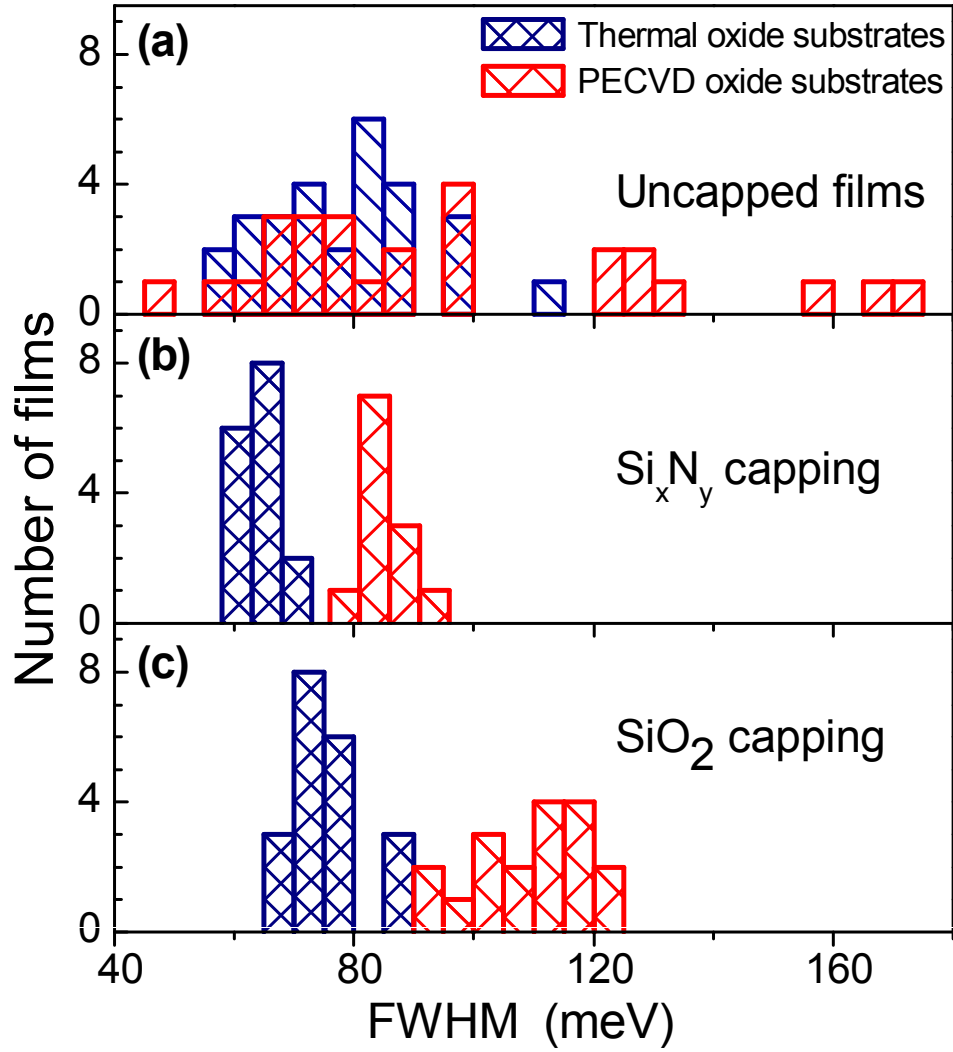 (a)
Thermal oxide substrates
PECVD oxide substrates
Uncapped films
8
4
0
(b)
SixNy capping
8
4
0
(c)
SiO2 capping
8
4
0
Number of films
40 80 120 160
FWHM (meV)